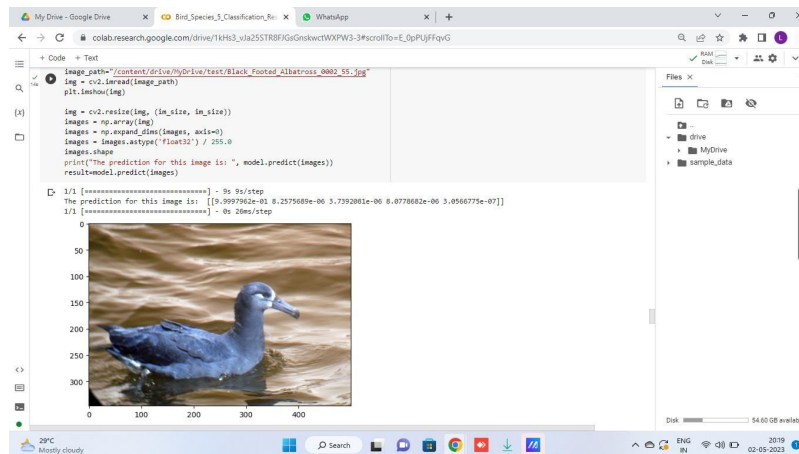 My Drive - Google Drive
Bird_Species_5_Classification_Res
WhatsApp
colab.research.google.com/drive/1kHs3_vJa2SSTR8FJGsGnskwctWXPW3-3#scrollTo=E_0pPUjFFqvG
+ Code + Text
RAM
Disk
Files
image_path="/content/drive/MyDrive/test/Black_Footed_Albatross_0002_55.jpg"
img = cv2.imread(image_path)
plt.imshow(img)
img = cv2.resize(img, (im_size, im_size))
images = np.array(img)
images = np.expand_dims(images, axis=0)
images = images.astype('float32') / 255.0
images.shape
print("The prediction for this image is: ", model.predict(images))
result=model.predict(images)
{x}
..
drive
MyDrive
sample_data
1/1 [==============================] - 9s 9s/step
The prediction for this image is: [[9.9997962e-01 8.2575689e-06 3.7392081e-06 8.0778682e-06 3.0566775e-07]]
1/1 [==============================] - 0s 26ms/step
0
50
100
150
200
250
300
0 100 200 300 400
Disk 54.60 GB availab
29°C
Mostly cloudy
Search
ENG
IN
20:19
02-05-2023